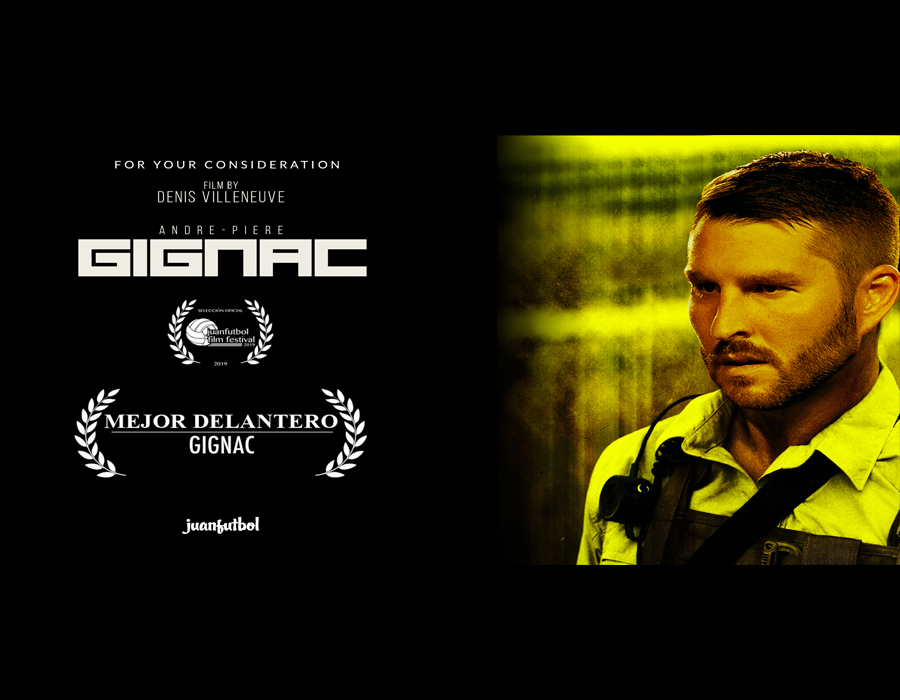 FOR YOUR CONSIDERATION
FILM BY
DENIS VILLENEUVE
ANDRE-PIERE
GIGNAC
SELECCIÓN OFICIAL
juanfutbol
film festival
2019
2019
MEJOR DELANTERO
GIGNAC
juanfutbol